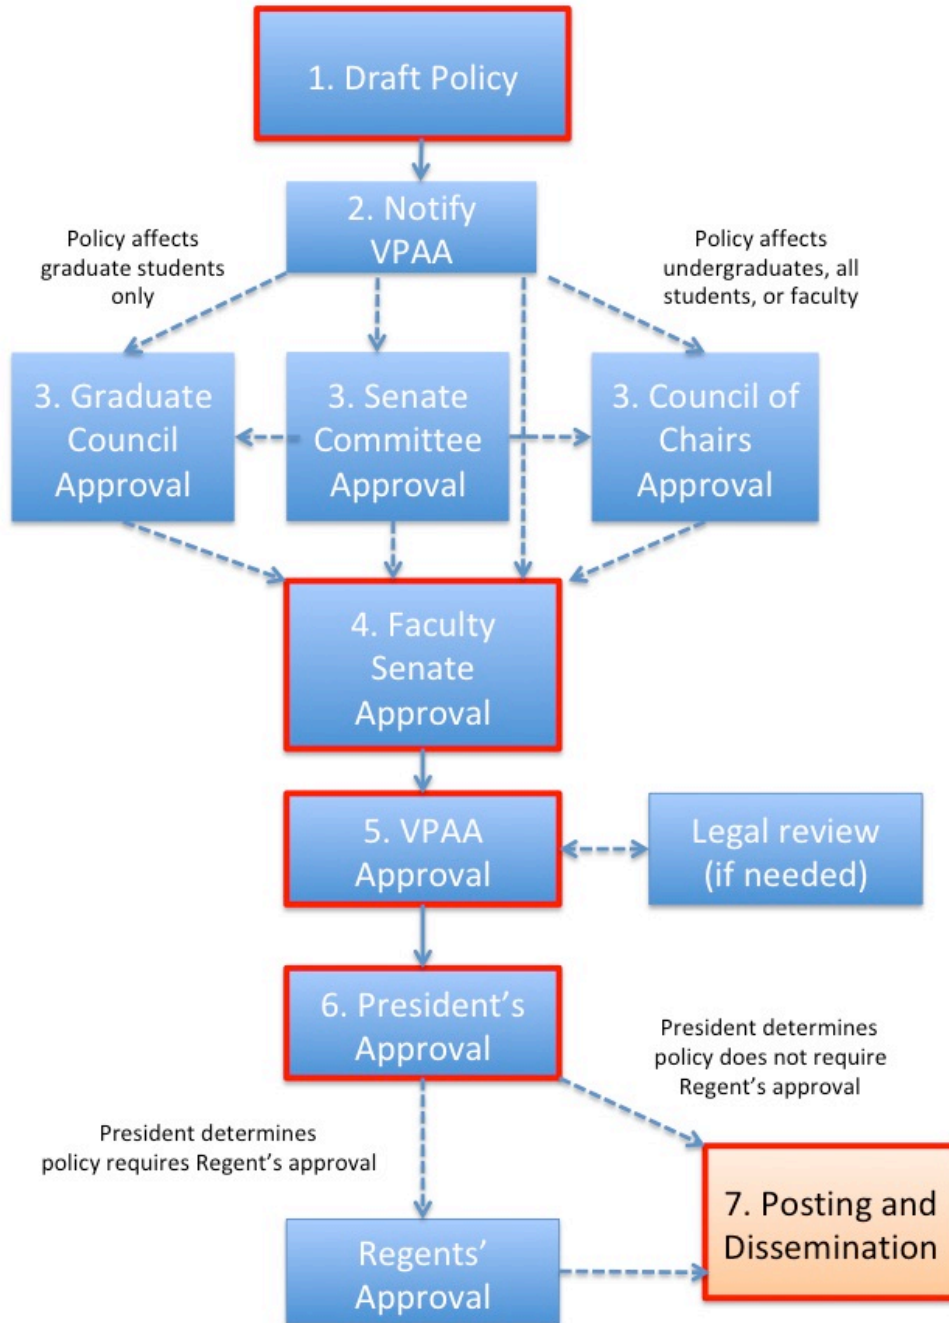 1. Draft Policy
2. Notify
VPAA
Policy affects
graduate students
only
Policy affects
undergraduates, all
students, or faculty
3. Graduate
Council
Approval
3. Senate
Committee
Approval
3. Council of
Chairs
Approval
4. Faculty
Senate
Approval
5. VPAA
Approval
Legal review
(if needed)
6. President’s
Approval
President determines
policy does not require
Regent’s approval
President determines
policy requires Regent’s approval
7. Posting and
Dissemination
Regents’
Approval